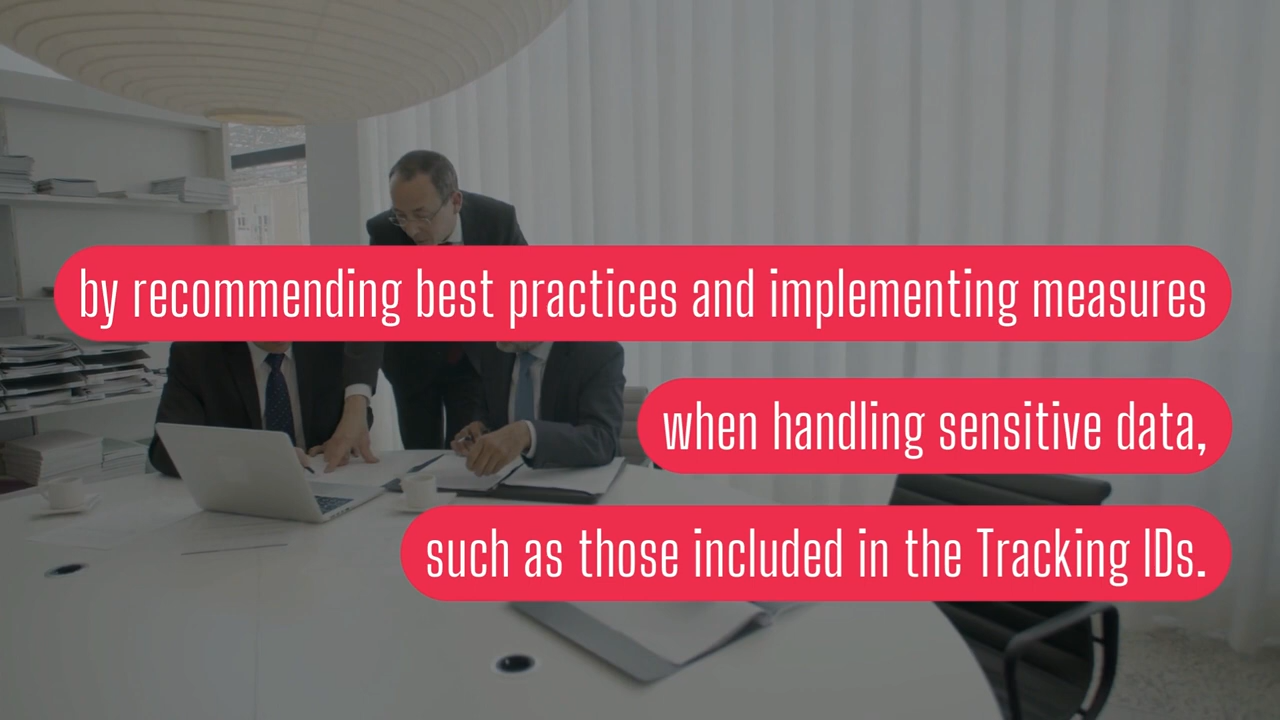 by recommending best practices and implementing measures
when handling sensitive data,
such as those included in the Tracking IDs.